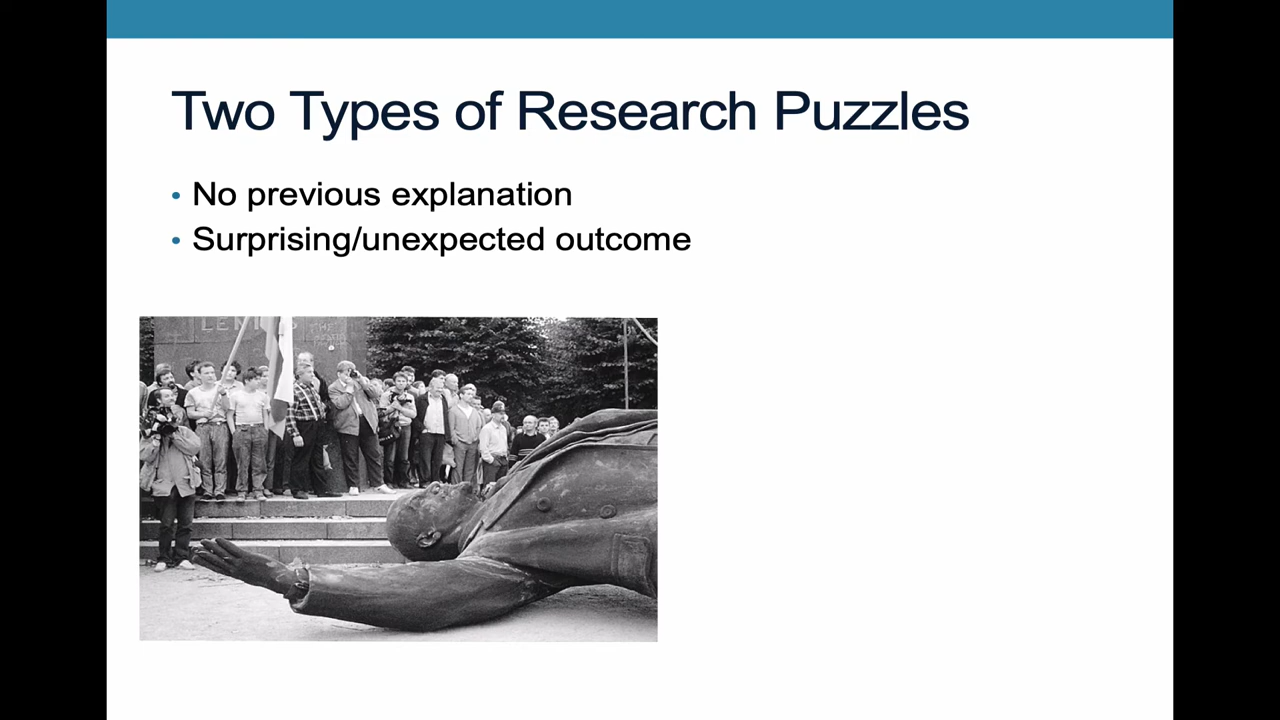 Two Types of Research Puzzles
• No previous explanation
• Surprising/unexpected outcome